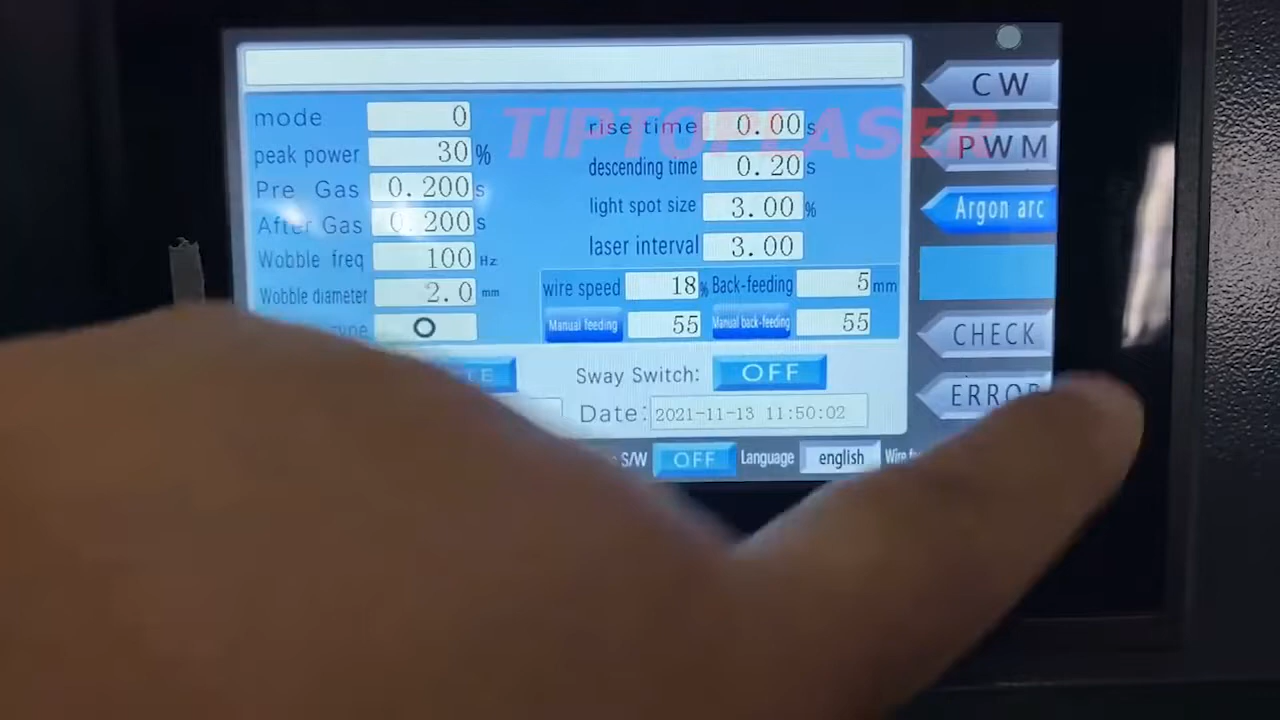 TIPTOPLASER
mode 0
peak power 30 %
Pre Gas 0.200 s
After Gas 0.200 s
Wobble freq 100 Hz
Wobble diameter 2.0 mm
rise time 0.00 s
descending time 0.20 s
light spot size 3.00 %
laser interval 3.00
wire speed 18 % Back-feeding 5 mm
Manual feeding 55 Manual back-feeding 55
Sway Switch: OFF
Date: 2021-11-13 11:50:02
S/W OFF Language english Wire
CW
PWM
Argon arc
CHECK
ERROR